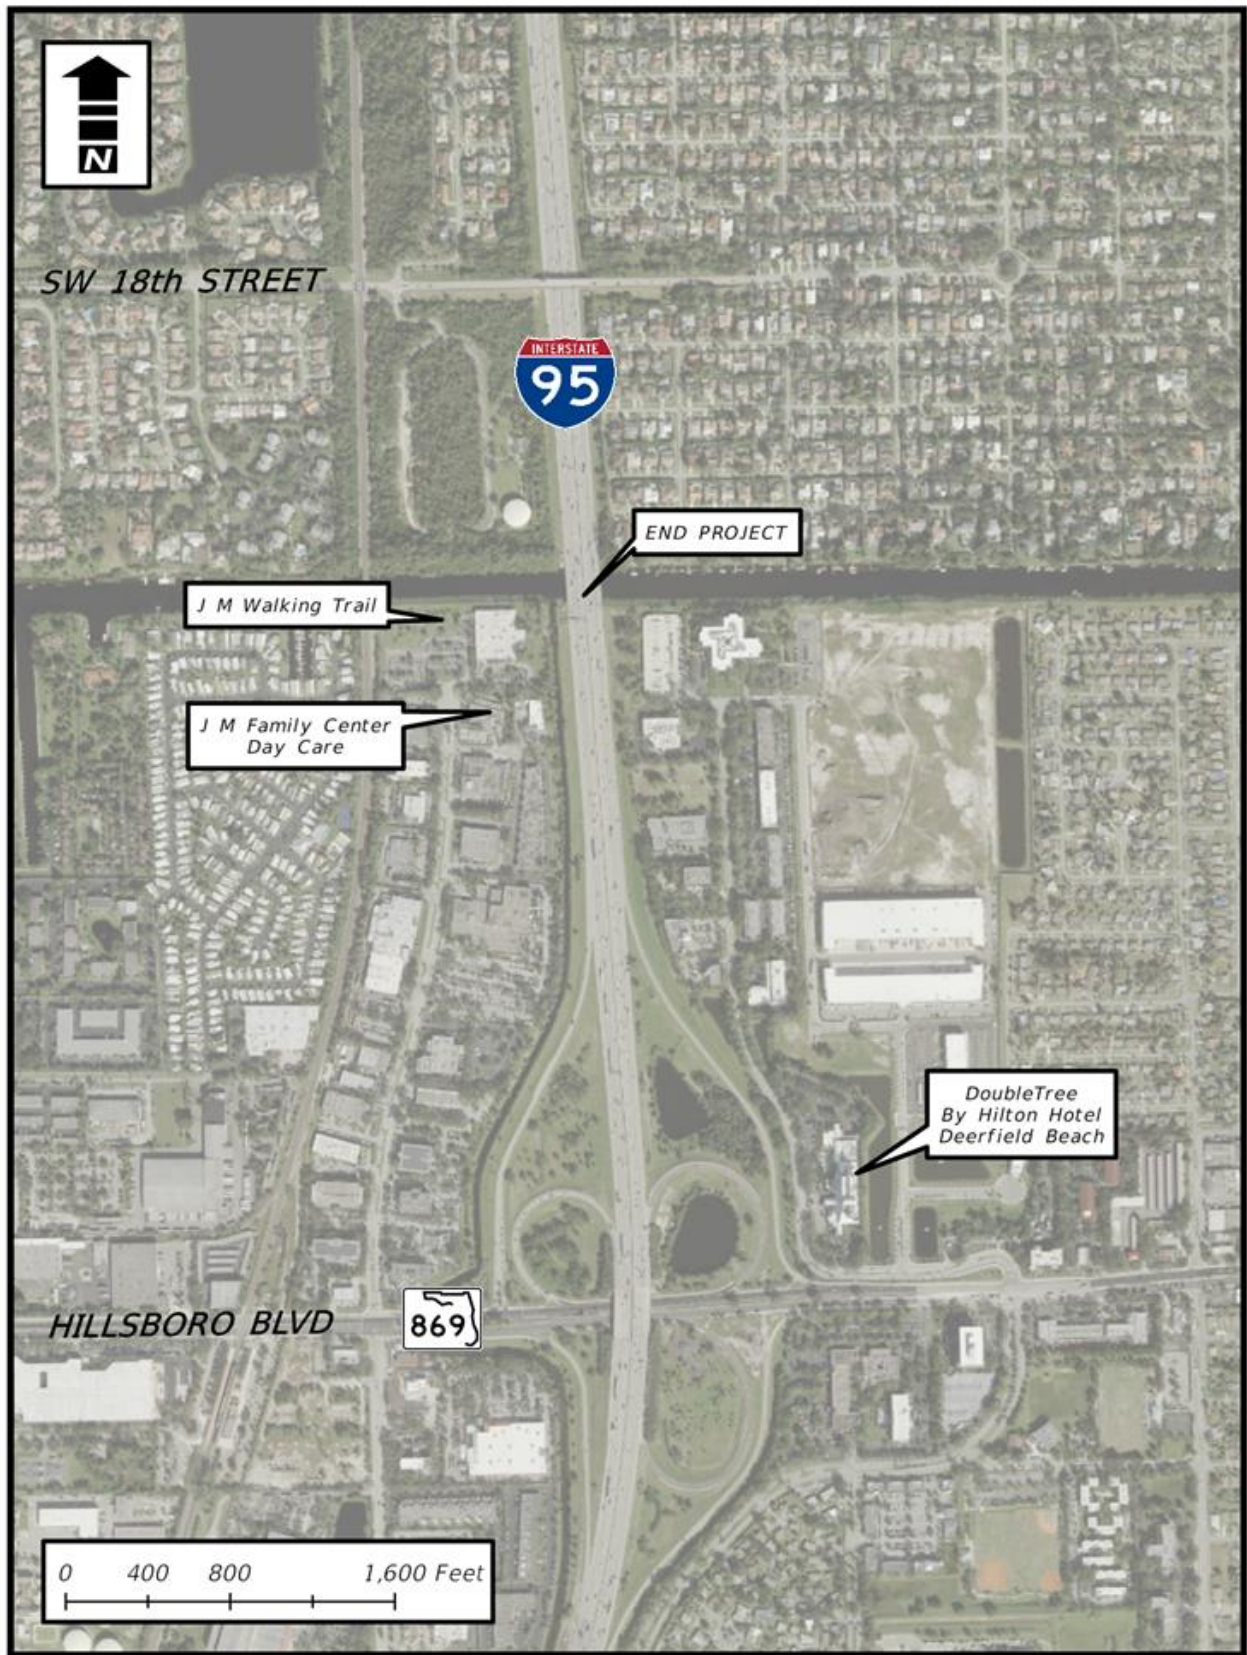 N
SW 18th STREET
INTERSTATE
95
END PROJECT
J M Walking Trail
J M Family Center
Day Care
DoubleTree
By Hilton Hotel
Deerfield Beach
HILLSBORO BLVD
869
0 400 800 1,600 Feet